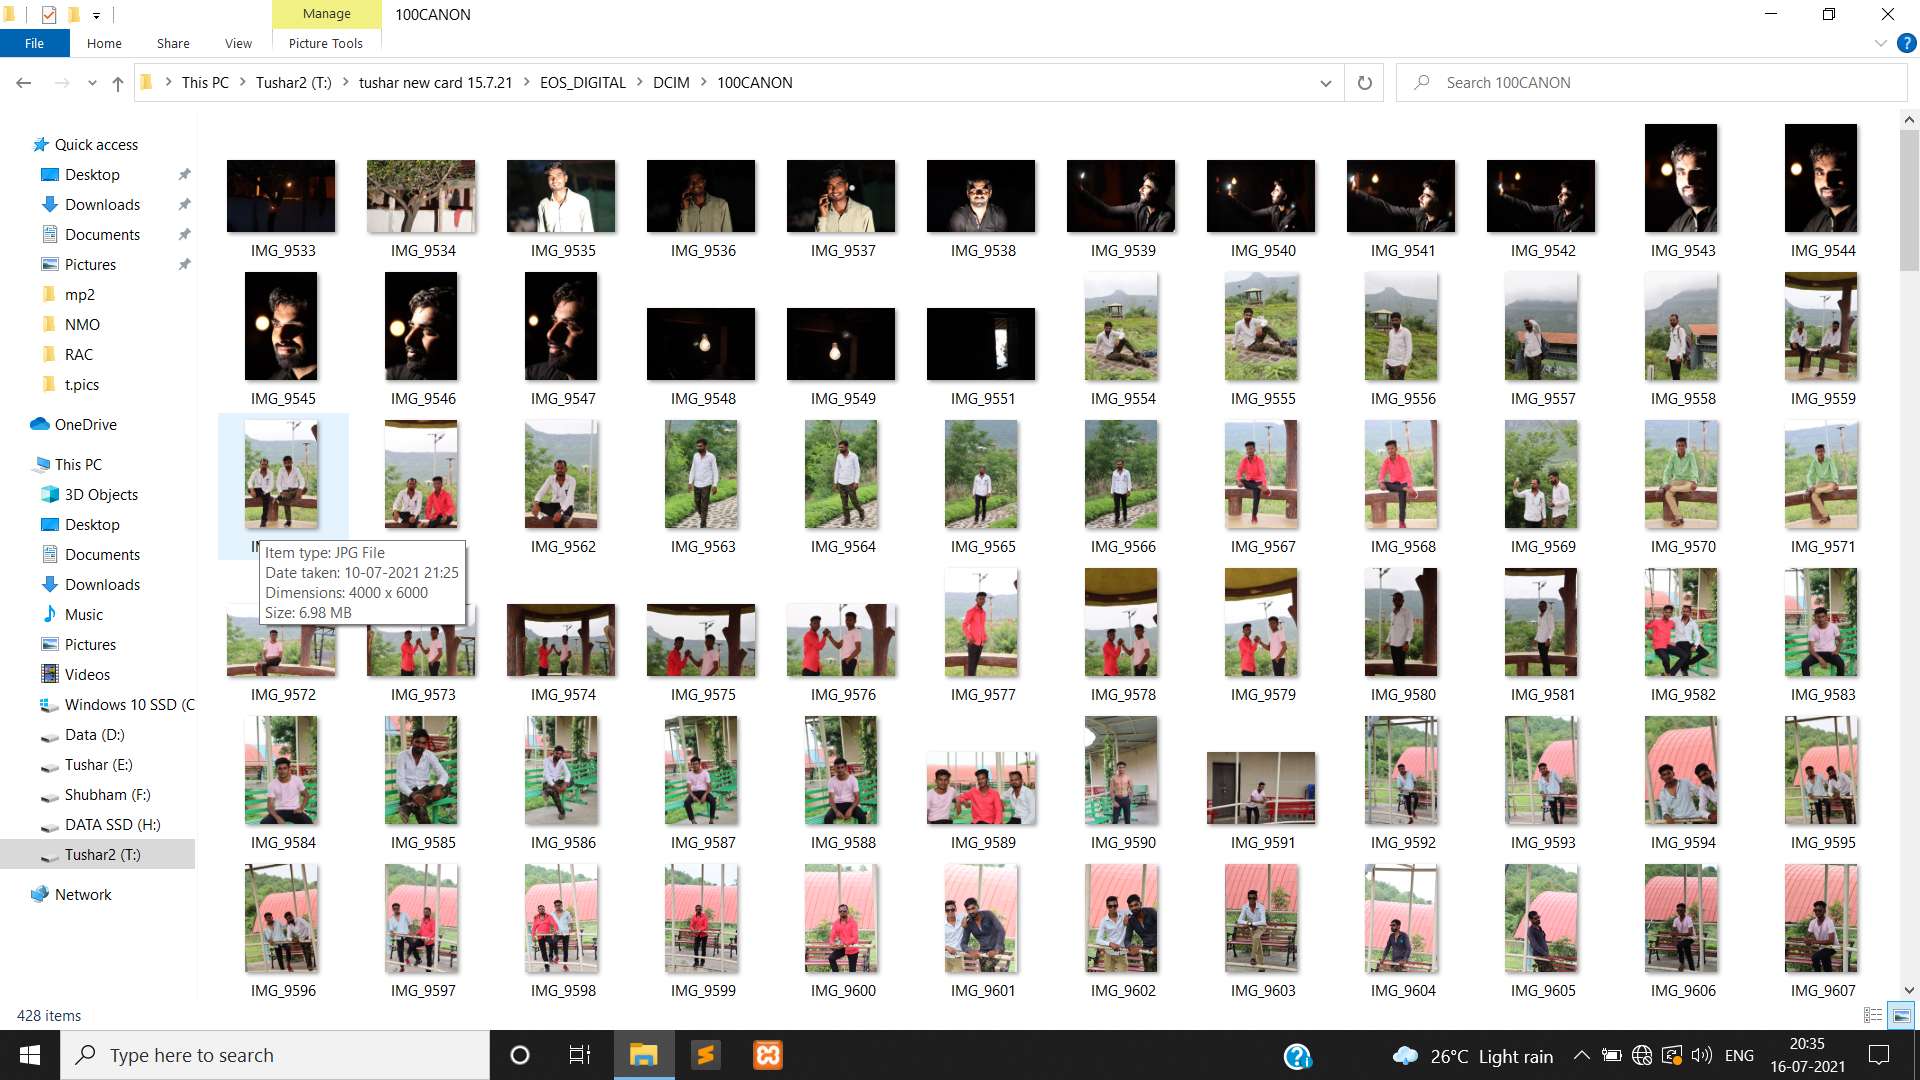 Manage
100CANON
File
Home
Share
View
Picture Tools
This PC
Tushar2 (T:)
tushar new card 15.7.21
EOS_DIGITAL
DCIM
100CANON
Search 100CANON
Quick access
Desktop
Downloads
Documents
Pictures
mp2
NMO
RAC
t.pics
OneDrive
This PC
3D Objects
Desktop
Documents
Downloads
Music
Pictures
Videos
Windows 10 SSD (C
Data (D:)
Tushar (E:)
Shubham (F:)
DATA SSD (H:)
Tushar2 (T:)
Network
IMG_9533 IMG_9534 IMG_9535 IMG_9536 IMG_9537 IMG_9538 IMG_9539 IMG_9540 IMG_9541 IMG_9542 IMG_9543 IMG_9544
IMG_9545 IMG_9546 IMG_9547 IMG_9548 IMG_9549 IMG_9551 IMG_9554 IMG_9555 IMG_9556 IMG_9557 IMG_9558 IMG_9559
IMG_9562 IMG_9563 IMG_9564 IMG_9565 IMG_9566 IMG_9567 IMG_9568 IMG_9569 IMG_9570 IMG_9571
Item type: JPG File
Date taken: 10-07-2021 21:25
Dimensions: 4000 x 6000
Size: 6.98 MB
IMG_9572 IMG_9573 IMG_9574 IMG_9575 IMG_9576 IMG_9577 IMG_9578 IMG_9579 IMG_9580 IMG_9581 IMG_9582 IMG_9583
IMG_9584 IMG_9585 IMG_9586 IMG_9587 IMG_9588 IMG_9589 IMG_9590 IMG_9591 IMG_9592 IMG_9593 IMG_9594 IMG_9595
IMG_9596 IMG_9597 IMG_9598 IMG_9599 IMG_9600 IMG_9601 IMG_9602 IMG_9603 IMG_9604 IMG_9605 IMG_9606 IMG_9607
428 items
Type here to search
26°C Light rain
ENG
20:35
16-07-2021